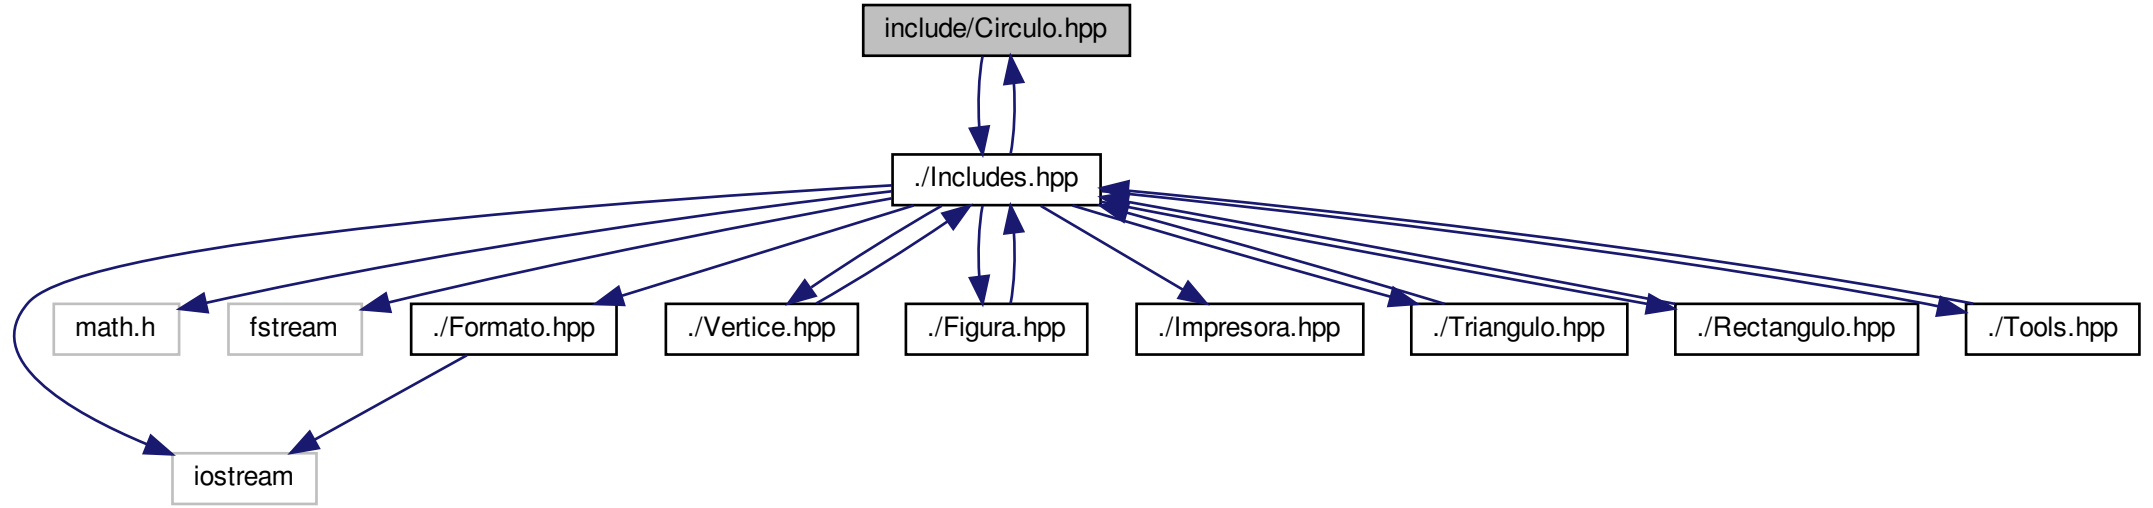 include/Circulo.hpp
./Includes.hpp
math.h
fstream
./Formato.hpp
./Vertice.hpp
./Figura.hpp
./Impresora.hpp
./Triangulo.hpp
./Rectangulo.hpp
./Tools.hpp
iostream